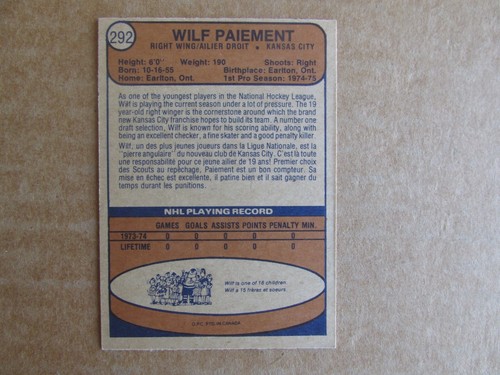 292
WILF PAIEMENT
RIGHT WING/AILIER DROIT • KANSAS CITY
Height: 6'0" Weight: 190 Shoots: Right
Born: 10-16-55 Birthplace: Earlton, Ont.
Home: Earlton, Ont. 1st Pro Season: 1974-75
As one of the youngest players in the National Hockey League,
Wilf is playing the current season under a lot of pressure. The 19
year-old right winger is the cornerstone around which the brand
new Kansas City franchise hopes to build its team. A number one
draft selection, Wilf is known for his scoring ability, along with
being an excellent checker, a fine skater and a good penalty killer.
Wilf, un des plus jeunes joueurs dans la Ligue Nationale, est la
"pierre angulaire" du nouveau club de Kansas City. C'est là toute
une responsabilité pour ce jeune ailier de 19 ans! Premier choix
des Scouts au repêchage, Paiement est un bon compteur. Sa
mise en échec est excellente, il patine bien et il sait gagner du
temps durant les punitions.
NHL PLAYING RECORD
GAMES GOALS ASSISTS POINTS PENALTY MIN.
1973-74 0 0 0 0 0
LIFETIME 0 0 0 0 0
Wilf is one of 16 children
Wilf a 15 frères et soeurs.